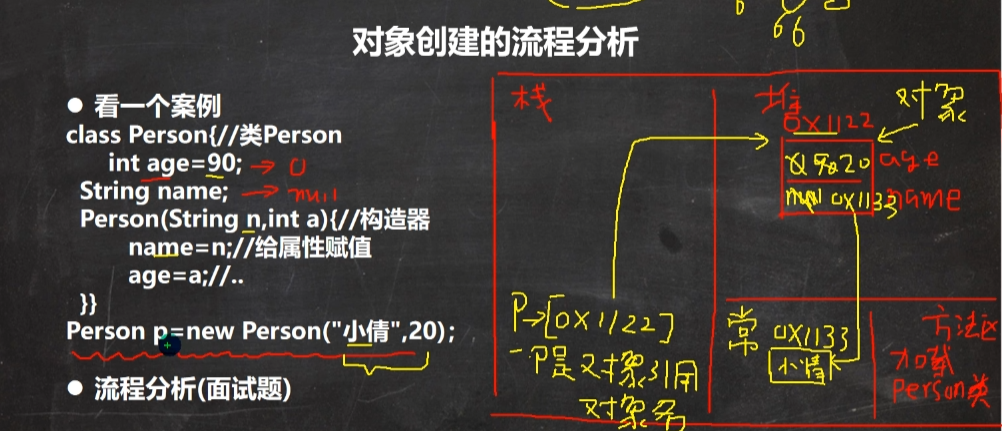 66
对象创建的流程分析
● 看一个案例
class Person{//类Person
int age=90; → 0
String name; → null
Person(String n,int a){//构造器
name=n;//给属性赋值
age=a;//..
}}
Person p=new Person("小倩",20);
● 流程分析(面试题)
栈
堆
对象
0X1122
0 90 20 age
null 0X1133 name
P→[0X1122]
P是对象引用
对象名
常
0X1133
小倩
方法区
加载
Person类